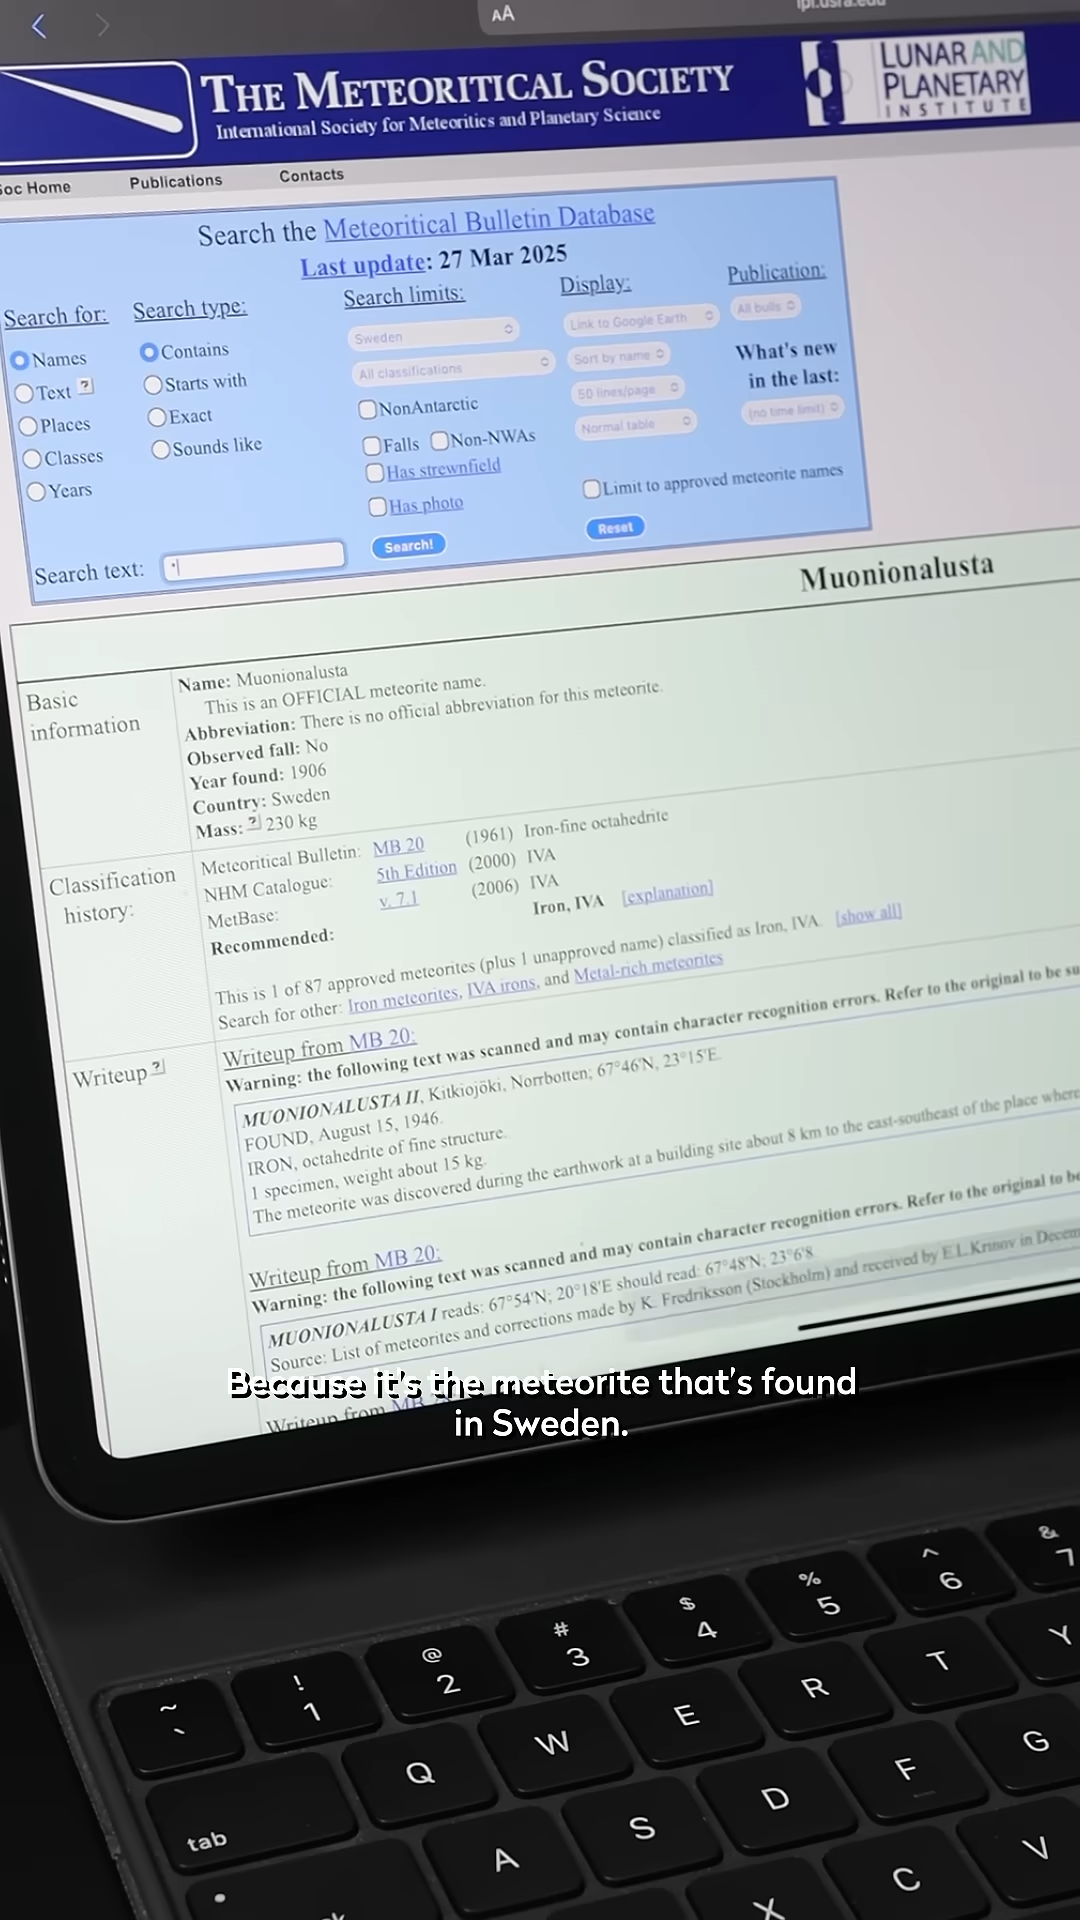 AA
lpl.usra.edu
THE METEORITICAL SOCIETY
International Society for Meteoritics and Planetary Science
LUNAR AND
PLANETARY
INSTITUTE
Soc Home
Publications
Contacts
Search the Meteoritical Bulletin Database
Last update: 27 Mar 2025
Search for:
Names
Text ?
Places
Classes
Years
Search type:
Contains
Starts with
Exact
Sounds like
Search limits:
Sweden
All classifications
NonAntarctic
Falls Non-NWAs
Has strewnfield
Has photo
Display:
Link to Google Earth
Sort by name
50 lines/page
Normal table
Limit to approved meteorite names
Publication:
All bulls
What's new
in the last:
(no time limit)
Search text:
Search!
Reset
Muonionalusta
Basic
information
Name: Muonionalusta
This is an OFFICIAL meteorite name.
Abbreviation: There is no official abbreviation for this meteorite.
Observed fall: No
Year found: 1906
Country: Sweden
Mass: ? 230 kg
Classification
history:
Meteoritical Bulletin: MB 20 (1961) Iron-fine octahedrite
NHM Catalogue: 5th Edition (2000) IVA
MetBase: v. 7.1 (2006) IVA
Recommended: Iron, IVA [explanation]
This is 1 of 87 approved meteorites (plus 1 unapproved name) classified as Iron, IVA. [show all]
Search for other: Iron meteorites, IVA irons, and Metal-rich meteorites
Writeup ?
Writeup from MB 20:
Warning: the following text was scanned and may contain character recognition errors. Refer to the original to be su
MUONIONALUSTA II, Kitkiojöki, Norrbotten; 67°46'N, 23°15'E.
FOUND, August 15, 1946.
IRON, octahedrite of fine structure.
1 specimen, weight about 15 kg.
The meteorite was discovered during the earthwork at a building site about 8 km to the east-southeast of the place where
Writeup from MB 20:
Warning: the following text was scanned and may contain character recognition errors. Refer to the original to be
MUONIONALUSTA I reads: 67°54'N; 20°18'E should read: 67°48'N; 23°6'8
Source: List of meteorites and corrections made by K. Fredriksson (Stockholm) and received by E.L.Krinov in Decem
Writeup from MB
Because it's the meteorite that's found
in Sweden.
~ ! @ # $ % ^ &
\` 1 2 3 4 5 6 7
tab Q W E R T Y
A S D F G
X C V